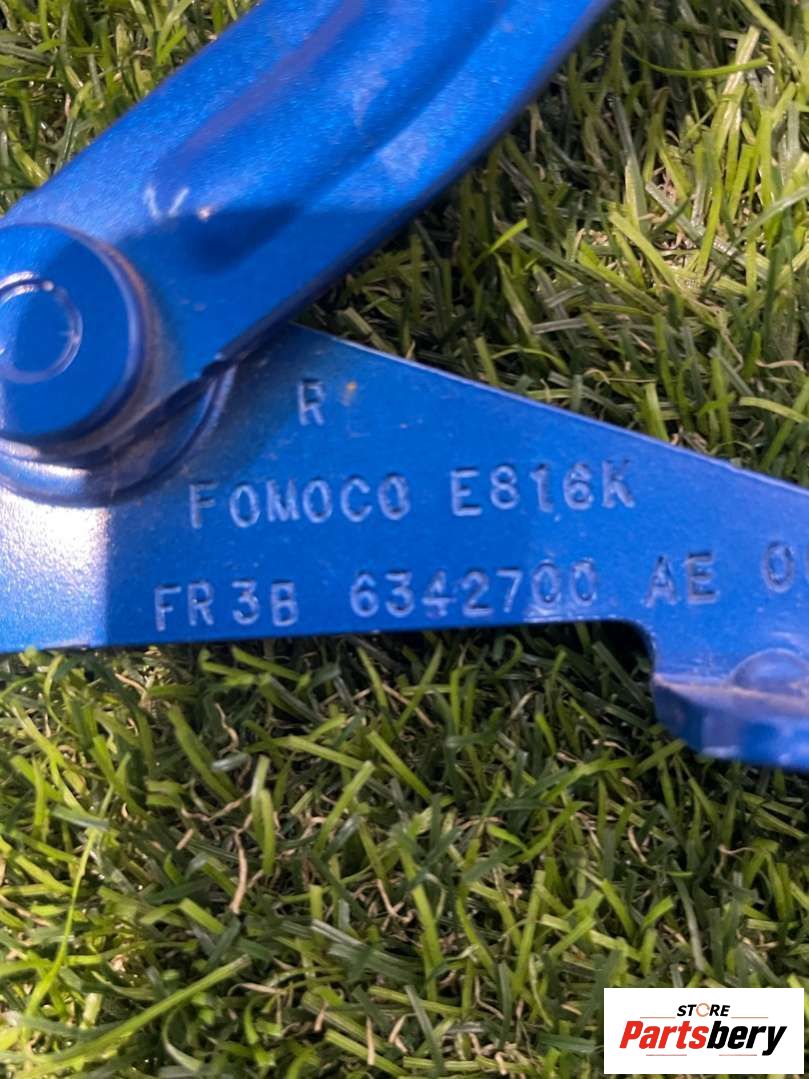 R
FOMOCO E816K
FR3B 6342700 AE
STORE
Partsbery